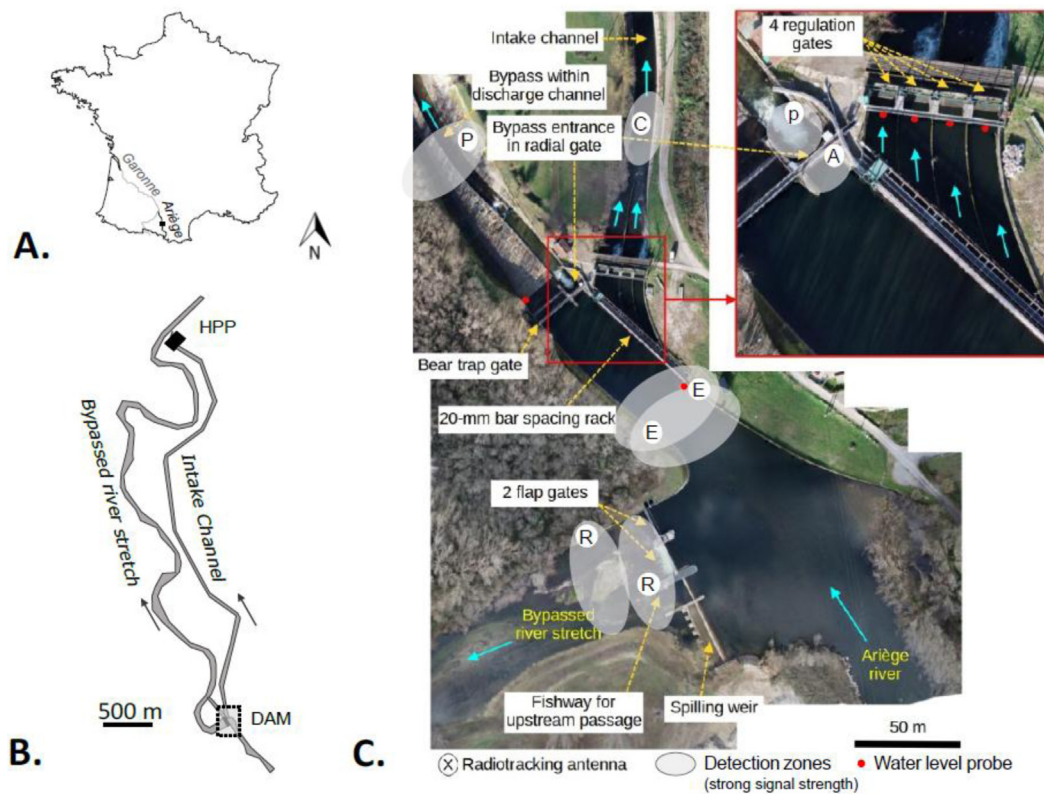 Garonne
Ariège
A.
N
HPP
Bypassed
river stretch
Intake Channel
500 m
DAM
B.
Intake channel
Bypass within
discharge channel
Bypass entrance
in radial gate
P
C
4 regulation
gates
p
A
Bear trap gate
20-mm bar spacing rack
E
E
2 flap gates
R
R
Bypassed
river stretch
Ariège
river
Fishway for
upstream passage
Spilling weir
50 m
C.
X Radiotracking antenna
Detection zones
(strong signal strength)
Water level probe